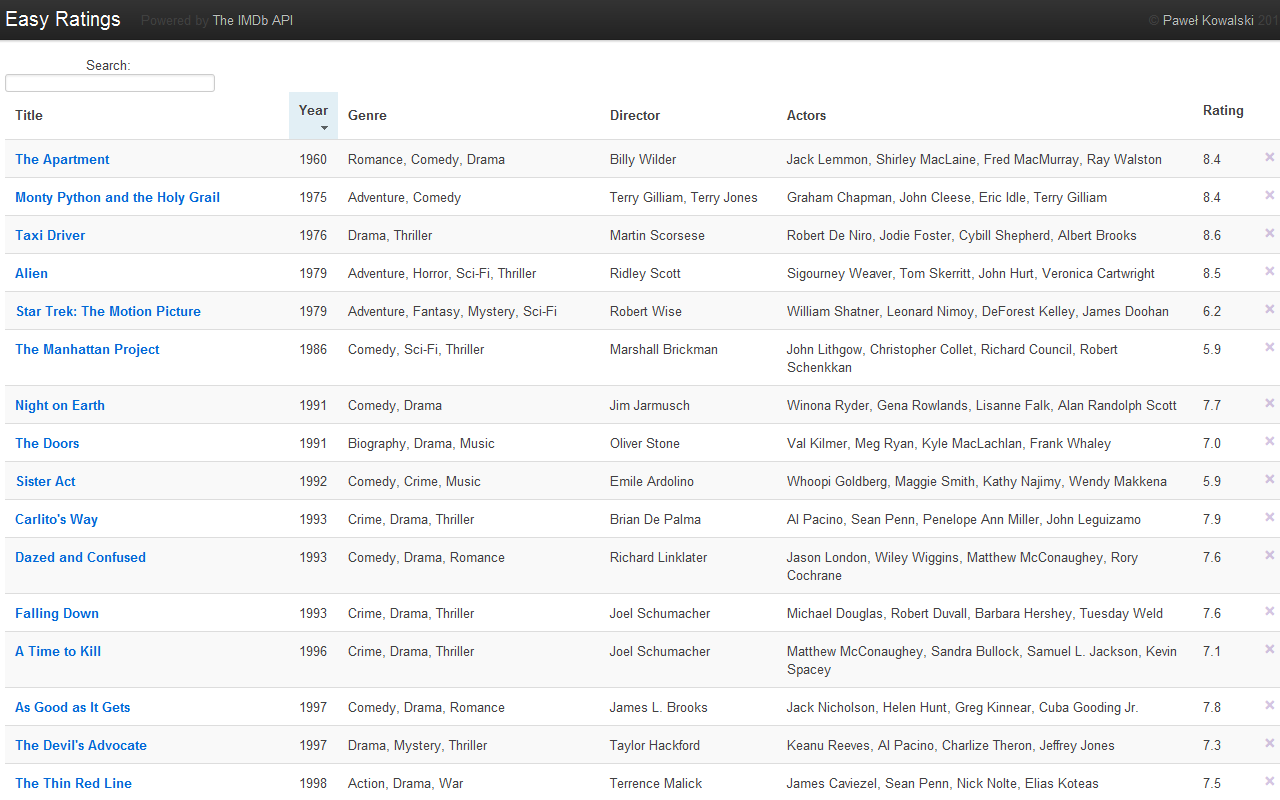 Easy Ratings Powered by The IMDb API © Paweł Kowalski 201
Search:
Title Year Genre Director Actors Rating
The Apartment 1960 Romance, Comedy, Drama Billy Wilder Jack Lemmon, Shirley MacLaine, Fred MacMurray, Ray Walston 8.4 ×
Monty Python and the Holy Grail 1975 Adventure, Comedy Terry Gilliam, Terry Jones Graham Chapman, John Cleese, Eric Idle, Terry Gilliam 8.4 ×
Taxi Driver 1976 Drama, Thriller Martin Scorsese Robert De Niro, Jodie Foster, Cybill Shepherd, Albert Brooks 8.6 ×
Alien 1979 Adventure, Horror, Sci-Fi, Thriller Ridley Scott Sigourney Weaver, Tom Skerritt, John Hurt, Veronica Cartwright 8.5 ×
Star Trek: The Motion Picture 1979 Adventure, Fantasy, Mystery, Sci-Fi Robert Wise William Shatner, Leonard Nimoy, DeForest Kelley, James Doohan 6.2 ×
The Manhattan Project 1986 Comedy, Sci-Fi, Thriller Marshall Brickman John Lithgow, Christopher Collet, Richard Council, Robert 5.9 ×
Schenkkan
Night on Earth 1991 Comedy, Drama Jim Jarmusch Winona Ryder, Gena Rowlands, Lisanne Falk, Alan Randolph Scott 7.7 ×
The Doors 1991 Biography, Drama, Music Oliver Stone Val Kilmer, Meg Ryan, Kyle MacLachlan, Frank Whaley 7.0 ×
Sister Act 1992 Comedy, Crime, Music Emile Ardolino Whoopi Goldberg, Maggie Smith, Kathy Najimy, Wendy Makkena 5.9 ×
Carlito's Way 1993 Crime, Drama, Thriller Brian De Palma Al Pacino, Sean Penn, Penelope Ann Miller, John Leguizamo 7.9 ×
Dazed and Confused 1993 Comedy, Drama, Romance Richard Linklater Jason London, Wiley Wiggins, Matthew McConaughey, Rory 7.6 ×
Cochrane
Falling Down 1993 Crime, Drama, Thriller Joel Schumacher Michael Douglas, Robert Duvall, Barbara Hershey, Tuesday Weld 7.6 ×
A Time to Kill 1996 Crime, Drama, Thriller Joel Schumacher Matthew McConaughey, Sandra Bullock, Samuel L. Jackson, Kevin 7.1 ×
Spacey
As Good as It Gets 1997 Comedy, Drama, Romance James L. Brooks Jack Nicholson, Helen Hunt, Greg Kinnear, Cuba Gooding Jr. 7.8 ×
The Devil's Advocate 1997 Drama, Mystery, Thriller Taylor Hackford Keanu Reeves, Al Pacino, Charlize Theron, Jeffrey Jones 7.3 ×
The Thin Red Line 1998 Action, Drama, War Terrence Malick James Caviezel, Sean Penn, Nick Nolte, Elias Koteas 7.5 ×